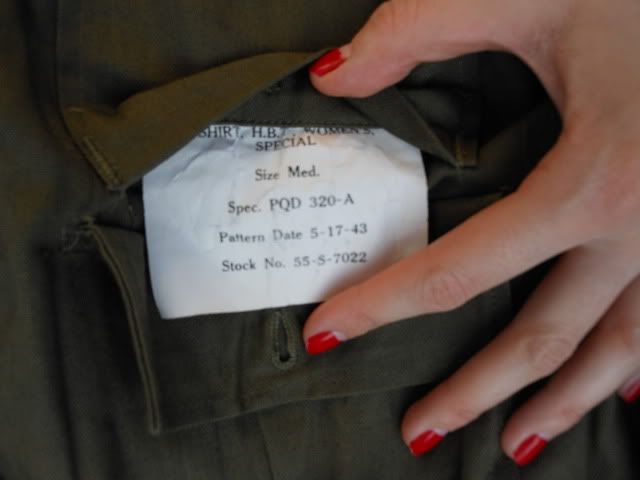 SHIRT, H.B.T., WOMEN'S,
SPECIAL
Size Med.
Spec. PQD 320-A
Pattern Date 5-17-43
Stock No. 55-S-7022